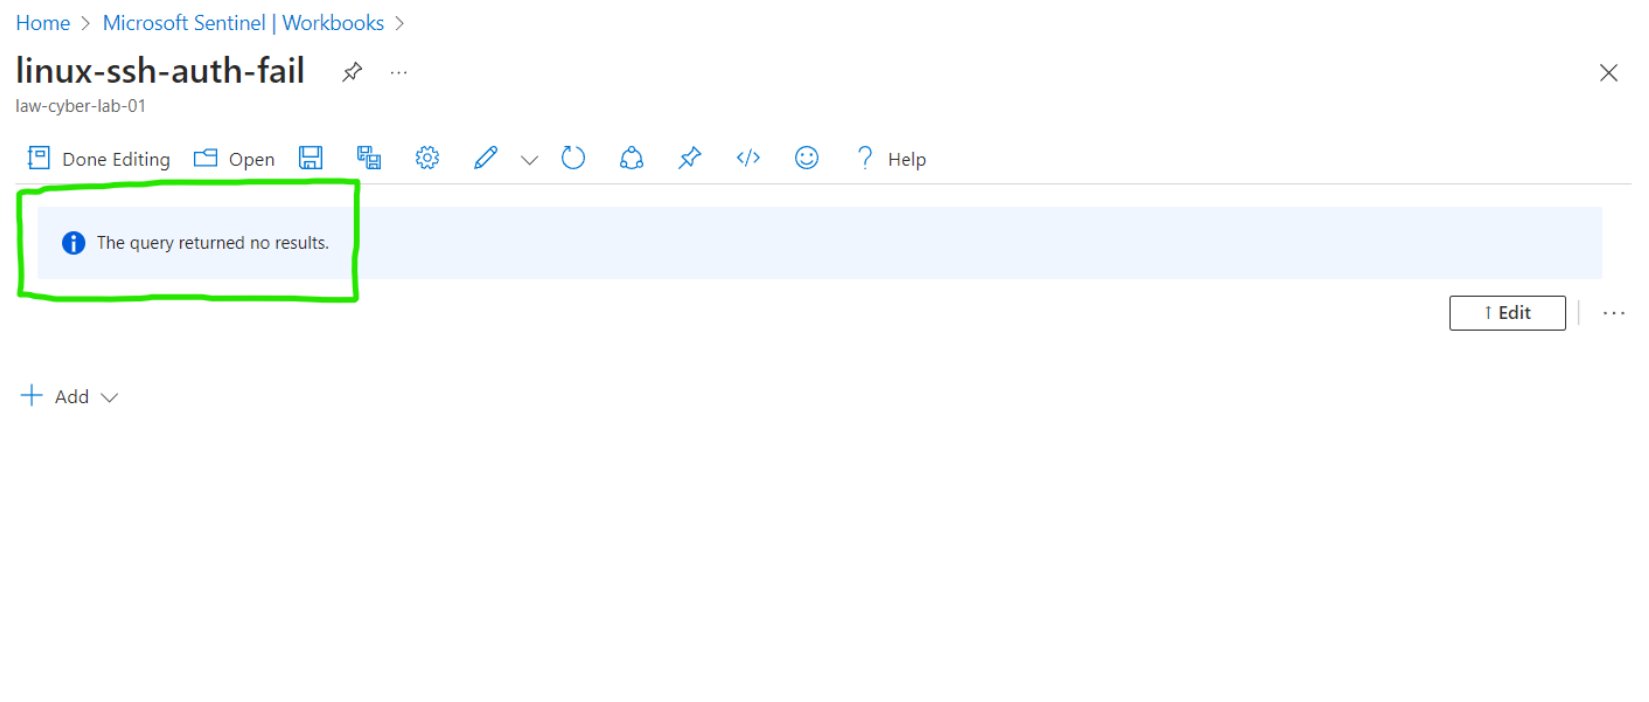 Home > Microsoft Sentinel | Workbooks >
linux-ssh-auth-fail ...
law-cyber-lab-01
Done Editing Open ? Help
The query returned no results.
↑ Edit ...
+ Add